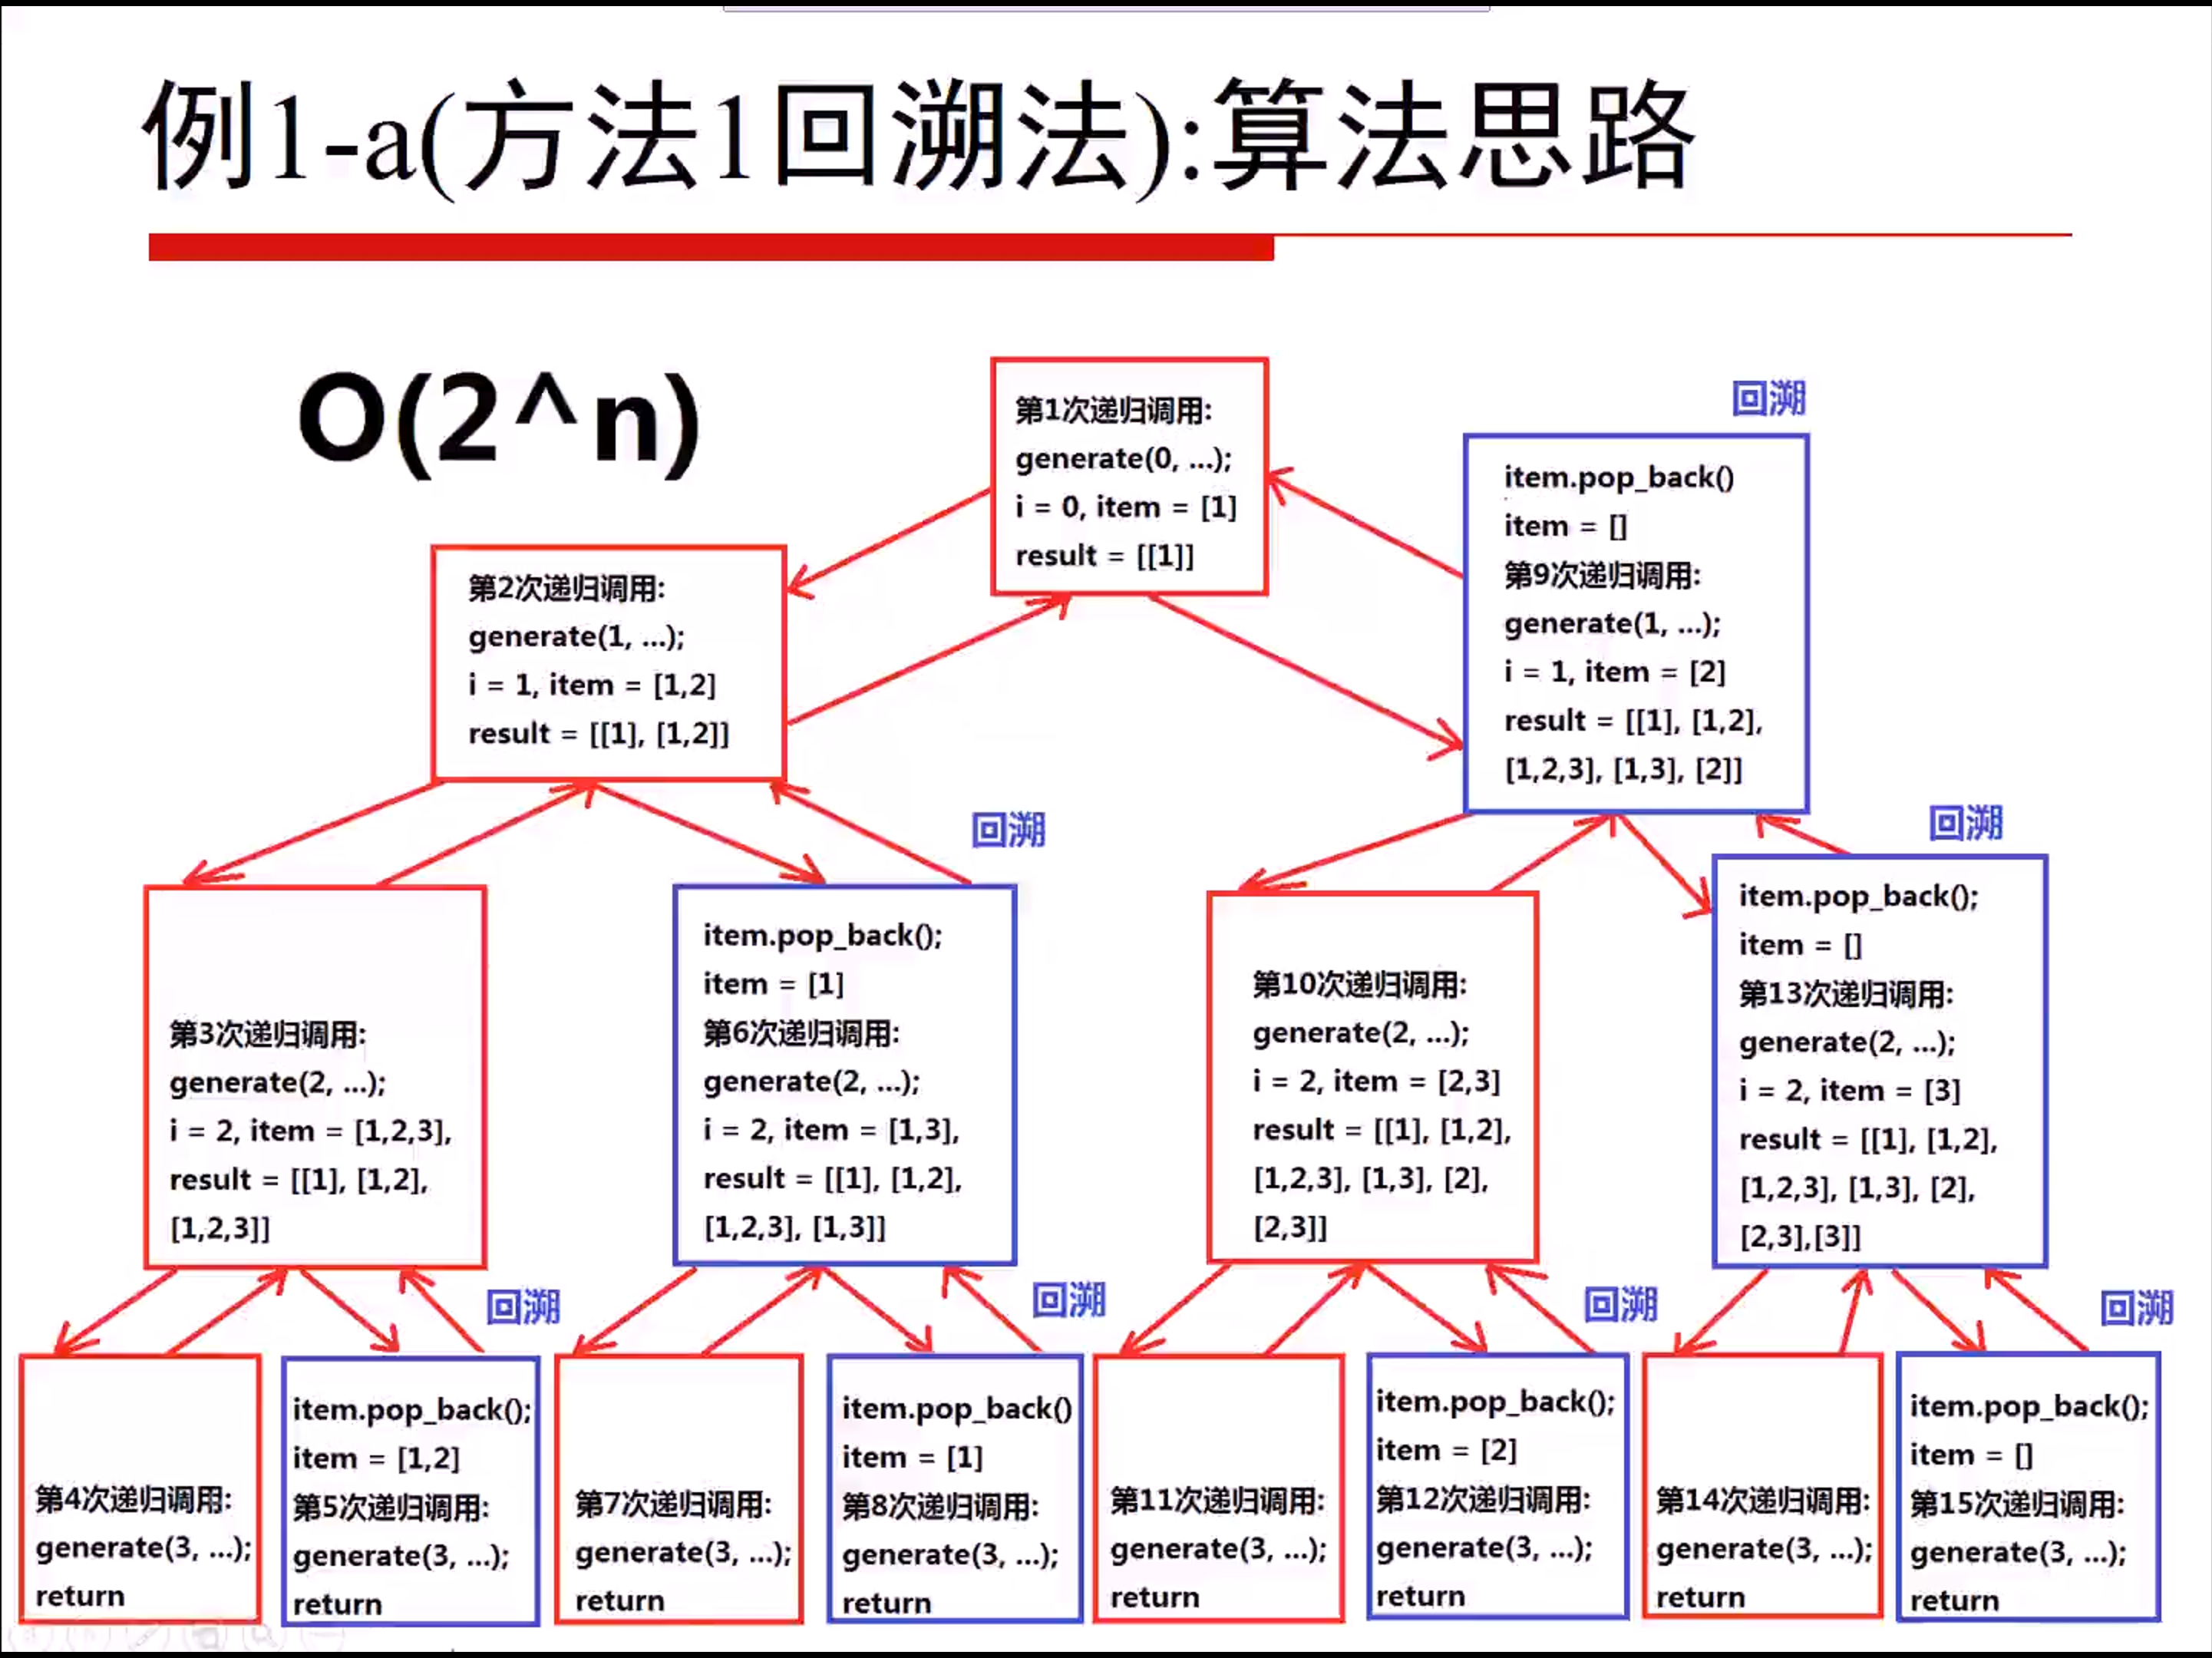 例1-a(方法1回溯法):算法思路
O(2^n)
第1次递归调用:
generate(0, ...);
i = 0, item = [1]
result = [[1]]
回溯
item.pop_back()
item = []
第9次递归调用:
generate(1, ...);
i = 1, item = [2]
result = [[1], [1,2],
[1,2,3], [1,3], [2]]
第2次递归调用:
generate(1, ...);
i = 1, item = [1,2]
result = [[1], [1,2]]
第3次递归调用:
generate(2, ...);
i = 2, item = [1,2,3],
result = [[1], [1,2],
[1,2,3]]
回溯
item.pop_back();
item = [1]
第6次递归调用:
generate(2, ...);
i = 2, item = [1,3],
result = [[1], [1,2],
[1,2,3], [1,3]]
第10次递归调用:
generate(2, ...);
i = 2, item = [2,3]
result = [[1], [1,2],
[1,2,3], [1,3], [2],
[2,3]]
回溯
item.pop_back();
item = []
第13次递归调用:
generate(2, ...);
i = 2, item = [3]
result = [[1], [1,2],
[1,2,3], [1,3], [2],
[2,3],[3]]
第4次递归调用:
generate(3, ...);
return
回溯
item.pop_back();
item = [1,2]
第5次递归调用:
generate(3, ...);
return
第7次递归调用:
generate(3, ...);
return
回溯
item.pop_back()
item = [1]
第8次递归调用:
generate(3, ...);
return
第11次递归调用:
generate(3, ...);
return
回溯
item.pop_back();
item = [2]
第12次递归调用:
generate(3, ...);
return
第14次递归调用:
generate(3, ...);
return
回溯
item.pop_back();
item = []
第15次递归调用:
generate(3, ...);
return